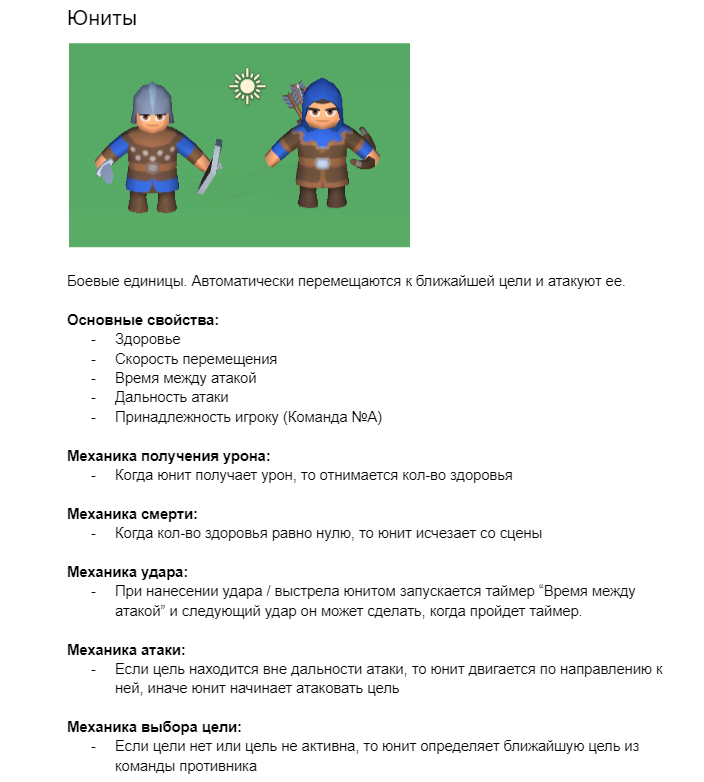 Юниты
Боевые единицы. Автоматически перемещаются к ближайшей цели и атакуют ее.
Основные свойства:
- Здоровье
- Скорость перемещения
- Время между атакой
- Дальность атаки
- Принадлежность игроку (Команда №А)
Механика получения урона:
- Когда юнит получает урон, то отнимается кол-во здоровья
Механика смерти:
- Когда кол-во здоровья равно нулю, то юнит исчезает со сцены
Механика удара:
- При нанесении удара / выстрела юнитом запускается таймер “Время между
атакой” и следующий удар он может сделать, когда пройдет таймер.
Механика атаки:
- Если цель находится вне дальности атаки, то юнит двигается по направлению к
ней, иначе юнит начинает атаковать цель
Механика выбора цели:
- Если цели нет или цель не активна, то юнит определяет ближайшую цель из
команды противника